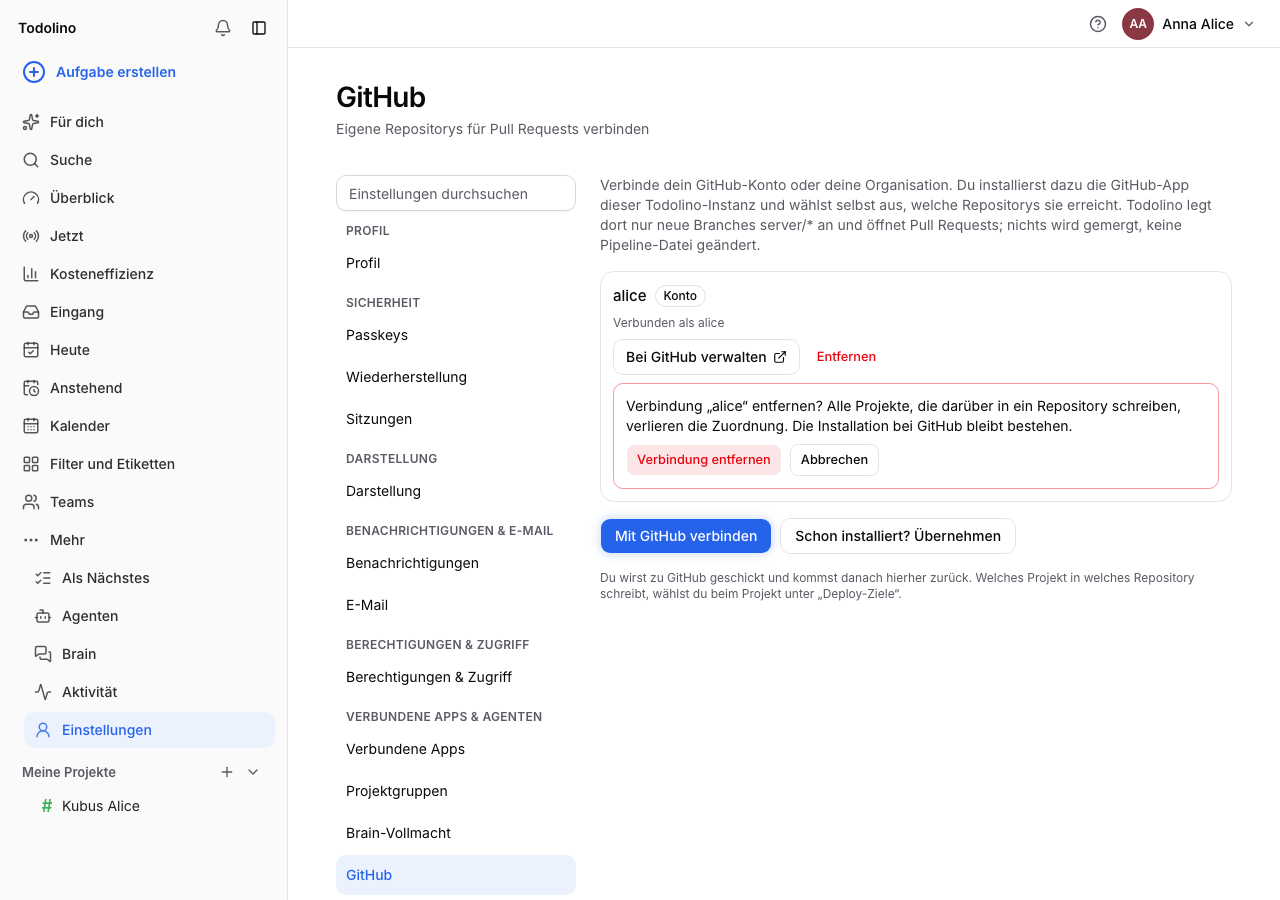 Todolino
Aufgabe erstellen
Für dich
Suche
Überblick
Jetzt
Kosteneffizienz
Eingang
Heute
Anstehend
Kalender
Filter und Etiketten
Teams
Mehr
Als Nächstes
Agenten
Brain
Aktivität
Einstellungen
Meine Projekte
Kubus Alice
AA Anna Alice
GitHub
Eigene Repositorys für Pull Requests verbinden
Einstellungen durchsuchen
PROFIL
Profil
SICHERHEIT
Passkeys
Wiederherstellung
Sitzungen
DARSTELLUNG
Darstellung
BENACHRICHTIGUNGEN & E-MAIL
Benachrichtigungen
E-Mail
BERECHTIGUNGEN & ZUGRIFF
Berechtigungen & Zugriff
VERBUNDENE APPS & AGENTEN
Verbundene Apps
Projektgruppen
Brain-Vollmacht
GitHub
Verbinde dein GitHub-Konto oder deine Organisation. Du installierst dazu die GitHub-App
dieser Todolino-Instanz und wählst selbst aus, welche Repositorys sie erreicht. Todolino legt
dort nur neue Branches server/* an und öffnet Pull Requests; nichts wird gemergt, keine
Pipeline-Datei geändert.
alice Konto
Verbunden als alice
Bei GitHub verwalten Entfernen
Verbindung „alice“ entfernen? Alle Projekte, die darüber in ein Repository schreiben,
verlieren die Zuordnung. Die Installation bei GitHub bleibt bestehen.
Verbindung entfernen Abbrechen
Mit GitHub verbinden Schon installiert? Übernehmen
Du wirst zu GitHub geschickt und kommst danach hierher zurück. Welches Projekt in welches Repository
schreibt, wählst du beim Projekt unter „Deploy-Ziele“.